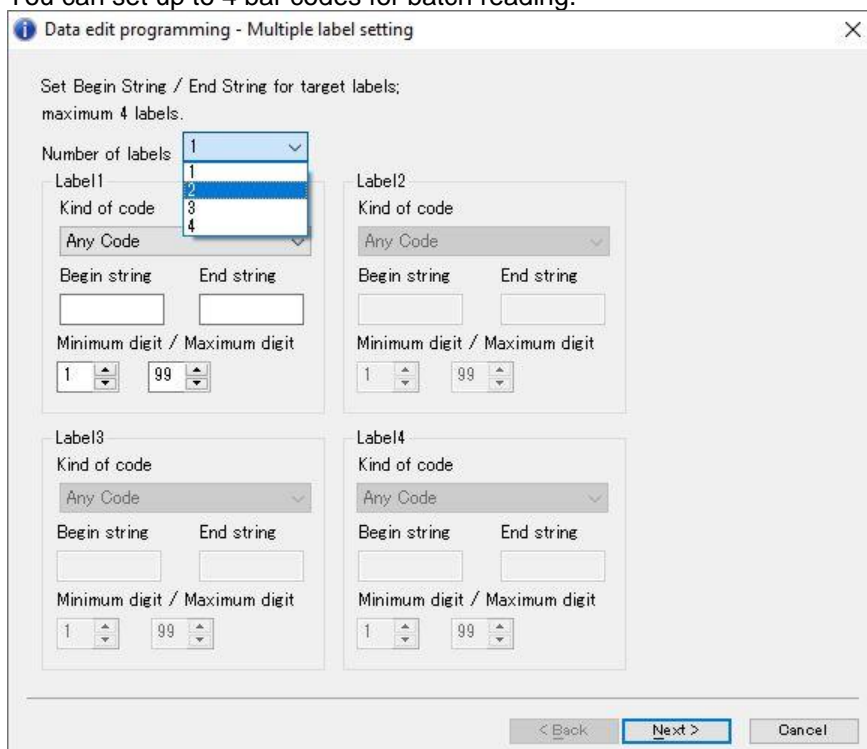 You can set up to 4 bar codes for batch reading.
Data edit programming - Multiple label setting
Set Begin String / End String for target labels;
maximum 4 labels.
Number of labels 1
1
2
3
4
Label1 Label2
Kind of code Kind of code
Any Code Any Code
Begin string End string Begin string End string
Minimum digit / Maximum digit Minimum digit / Maximum digit
1 99 1 99
Label3 Label4
Kind of code Kind of code
Any Code Any Code
Begin string End string Begin string End string
Minimum digit / Maximum digit Minimum digit / Maximum digit
1 99 1 99
< Back Next > Cancel